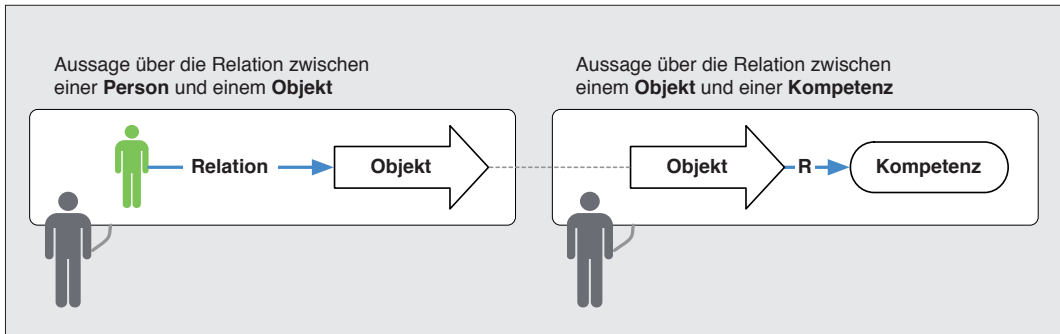 Aussage über die Relation zwischen
einer Person und einem Objekt
Relation
Objekt
Aussage über die Relation zwischen
einem Objekt und einer Kompetenz
Objekt
R
Kompetenz